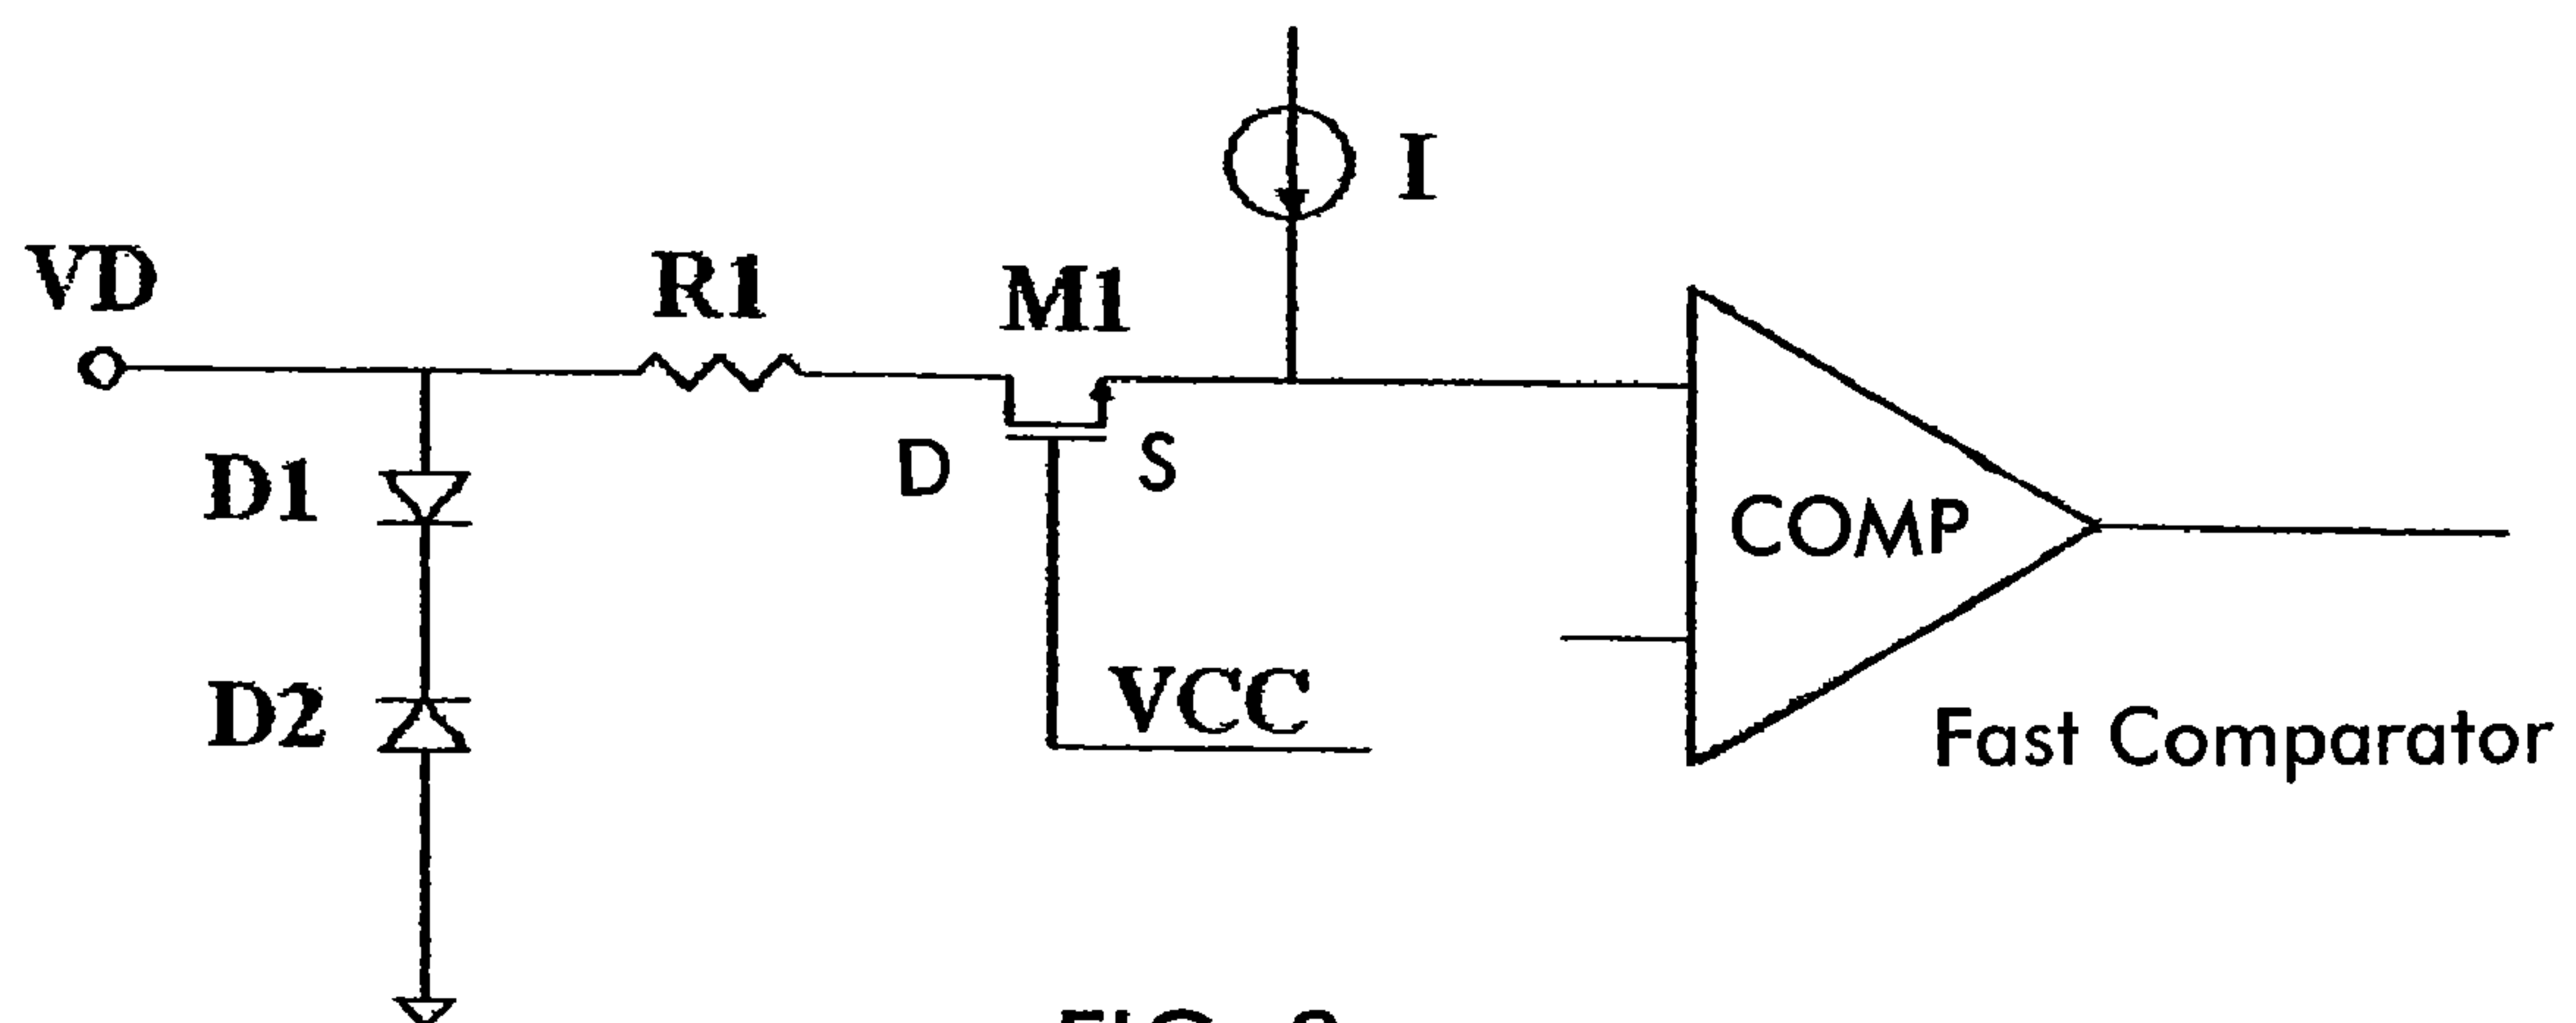 I
VD
R1
M1
D1
D
S
COMP
D2
VCC
Fast Comparator